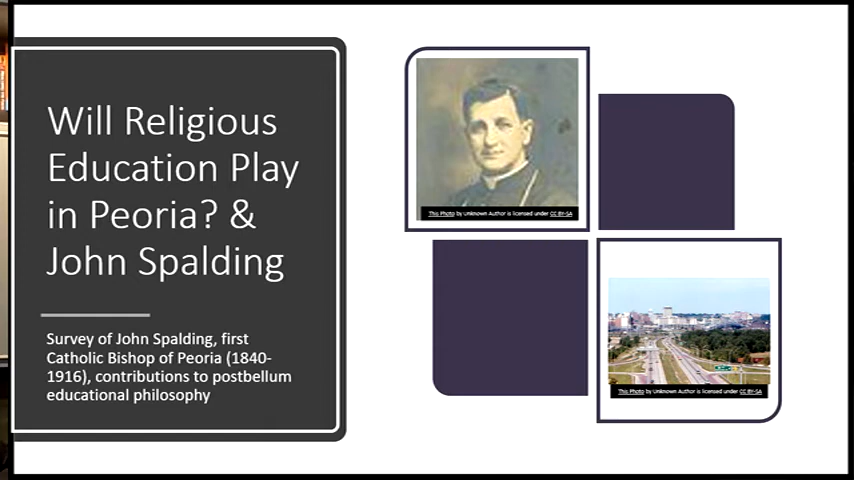 Will Religious
Education Play
in Peoria? &
John Spalding
Survey of John Spalding, first
Catholic Bishop of Peoria (1840-
1916), contributions to postbellum
educational philosophy
This Photo by Unknown Author is licensed under CC BY-SA
This Photo by Unknown Author is licensed under CC BY-SA